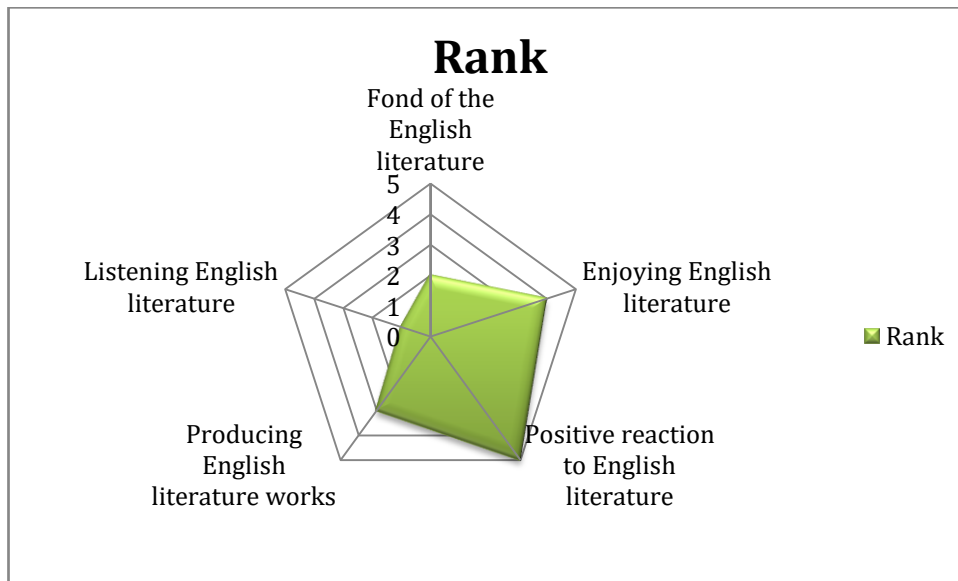 Rank
Fond of the
English
literature
5
4
3
2
1
0
Listening English
literature
Enjoying English
literature
Rank
Producing
English
literature works
Positive reaction
to English
literature